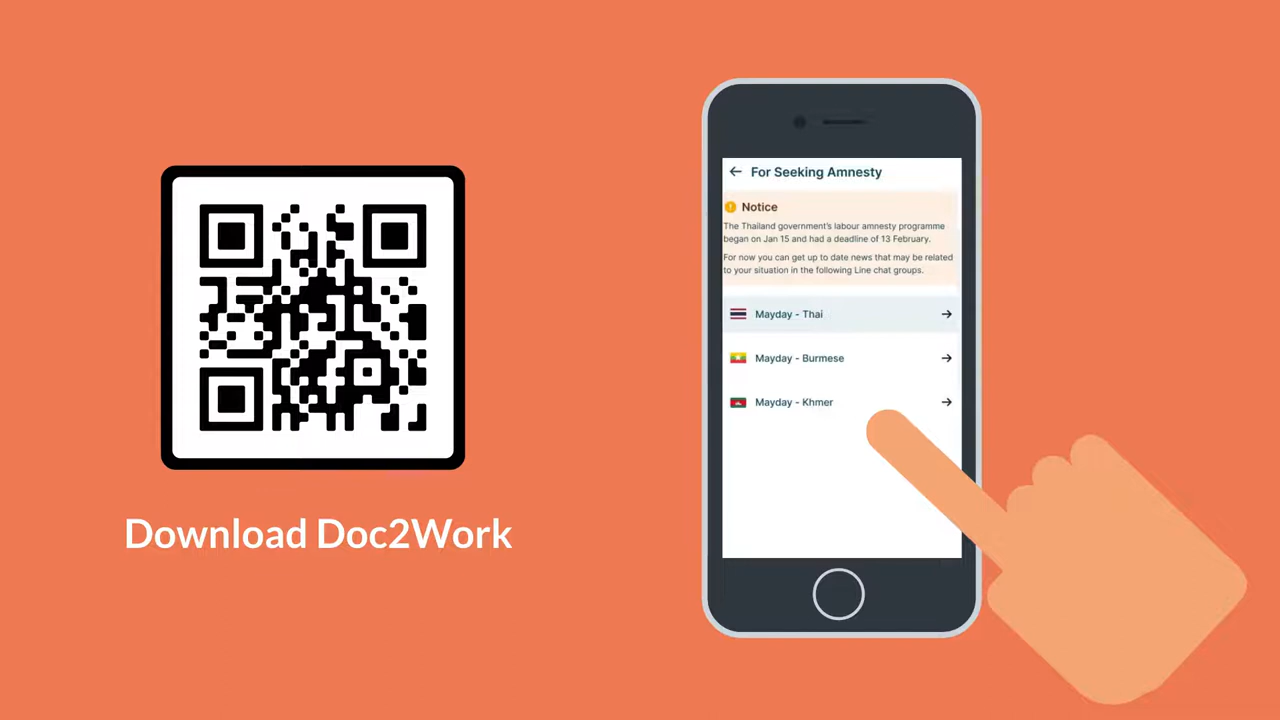 Download Doc2Work
For Seeking Amnesty
Notice
The Thailand government's labour amnesty programme
began on Jan 15 and had a deadline of 13 February.
For now you can get up to date news that may be related
to your situation in the following Line chat groups.
Mayday - Thai
Mayday - Burmese
Mayday - Khmer